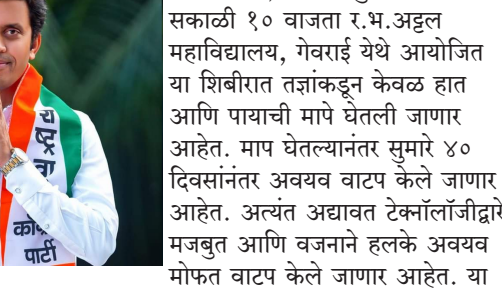 सकाळी १० वाजता र.भ.अट्टल
महाविद्यालय, गेवराई येथे आयोजित
या शिबीरात तज्ञांकडून केवळ हात
आणि पायाची मापे घेतली जाणार
आहेत. माप घेतल्यानंतर सुमारे ४०
दिवसांनंतर अवयव वाटप केले जाणार
आहेत. अत्यंत अद्यावत टेक्नॉलॉजीद्वारे
मजबुत आणि वजनाने हलके अवयव
मोफत वाटप केले जाणार आहेत. या
पार्टी